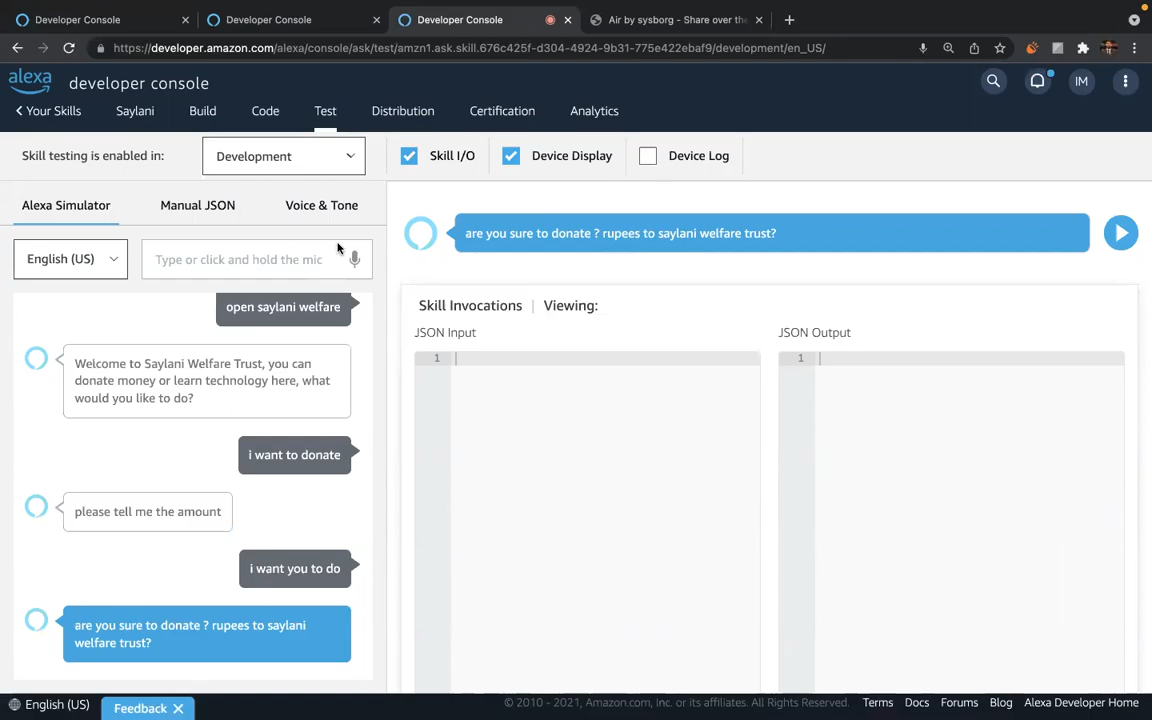 Developer Console
Developer Console
Developer Console
Air by sysborg - Share over the
https://developer.amazon.com/alexa/console/ask/test/amzn1.ask.skill.676c425f-d304-4924-9b31-775e422ebaf9/development/en_US/
alexa developer console
IM
Your Skills Saylani Build Code Test Distribution Certification Analytics
Skill testing is enabled in: Development Skill I/O Device Display Device Log
Alexa Simulator Manual JSON Voice & Tone
are you sure to donate ? rupees to saylani welfare trust?
English (US) Type or click and hold the mic
open saylani welfare
Welcome to Saylani Welfare Trust, you can
donate money or learn technology here, what
would you like to do?
i want to donate
please tell me the amount
i want you to do
are you sure to donate ? rupees to saylani
welfare trust?
Skill Invocations | Viewing:
JSON Input JSON Output
1 1
English (US) Feedback © 2010 - 2021, Amazon.com, Inc. or its affiliates. All Rights Reserved. Terms Docs Forums Blog Alexa Developer Home